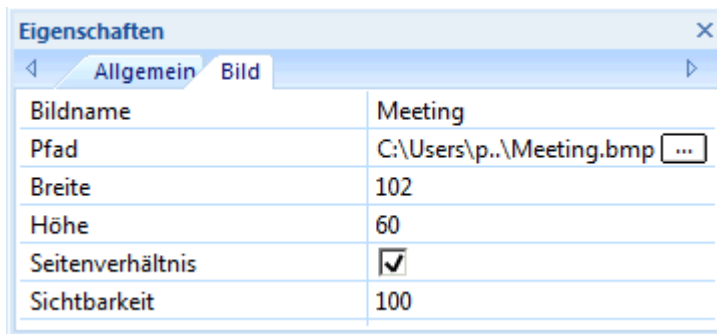 Eigenschaften
Allgemein Bild
Bildname Meeting
Pfad C:\Users\p..\Meeting.bmp ...
Breite 102
Höhe 60
Seitenverhältnis
Sichtbarkeit 100